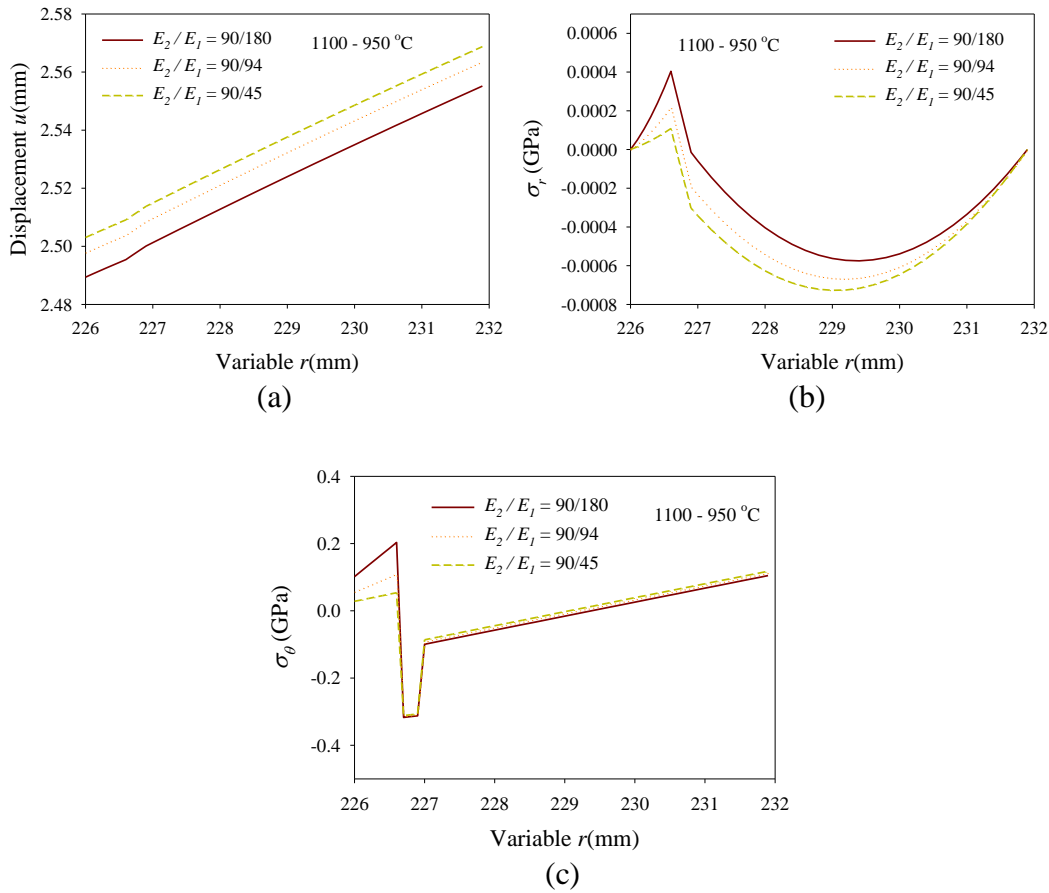 2.58
2.56
2.54
2.52
2.50
2.48
Displacement u(mm)
E2 / E1 = 90/180
E2 / E1 = 90/94
E2 / E1 = 90/45
1100 - 950 °C
226 227 228 229 230 231 232
Variable r(mm)
(a)
0.0004
0.0002
0.0000
-0.0002
-0.0004
-0.0006
-0.0008
σr (GPa)
1100 - 950 °C
E2 / E1 = 90/180
E2 / E1 = 90/94
E2 / E1 = 90/45
226 227 228 229 230 231 232
Variable r(mm)
(b)
0.4
0.2
0.0
-0.2
-0.4
σθ (GPa)
E2 / E1 = 90/180
E2 / E1 = 90/94
E2 / E1 = 90/45
1100 - 950 °C
226 227 228 229 230 231 232
Variable r(mm)
(c)